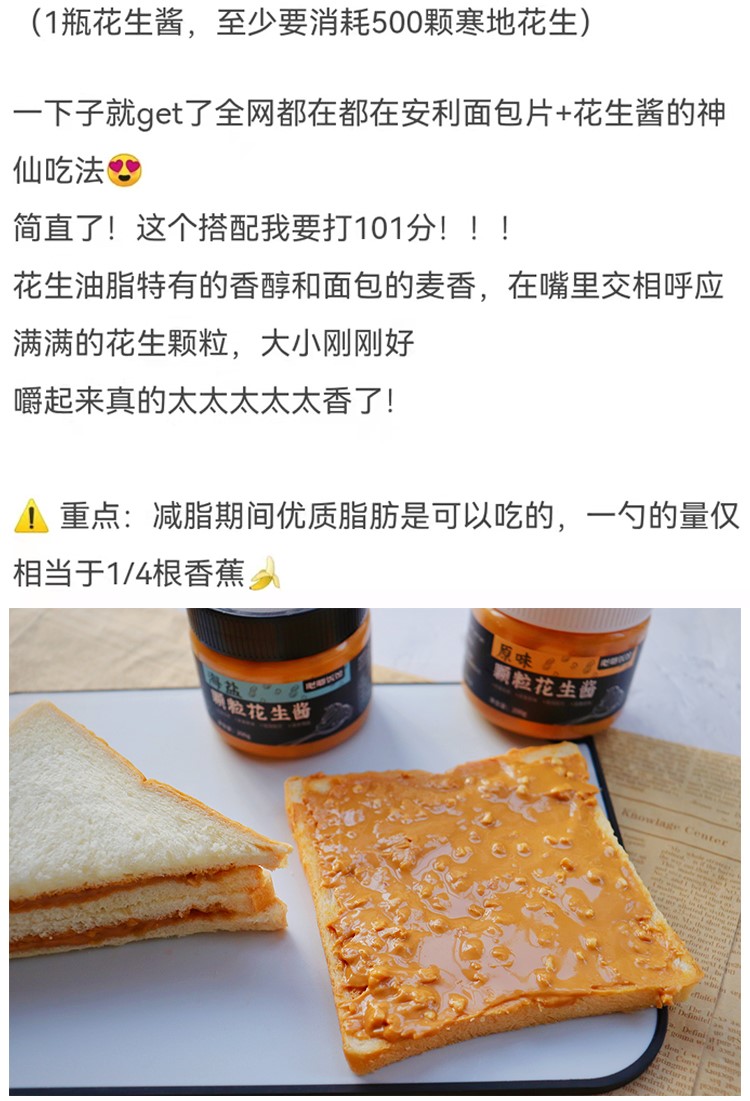 （1瓶花生酱，至少要消耗500颗寒地花生）
一下子就get了全网都在都在安利面包片+花生酱的神
仙吃法😍
简直了！这个搭配我要打101分！！！
花生油脂特有的香醇和面包的麦香，在嘴里交相呼应
满满的花生颗粒，大小刚刚好
嚼起来真的太太太太太香了！
⚠️ 重点：减脂期间优质脂肪是可以吃的，一勺的量仅
相当于1/4根香蕉🍌
海盐
颗粒花生酱
原味
颗粒花生酱
Knowlage Center